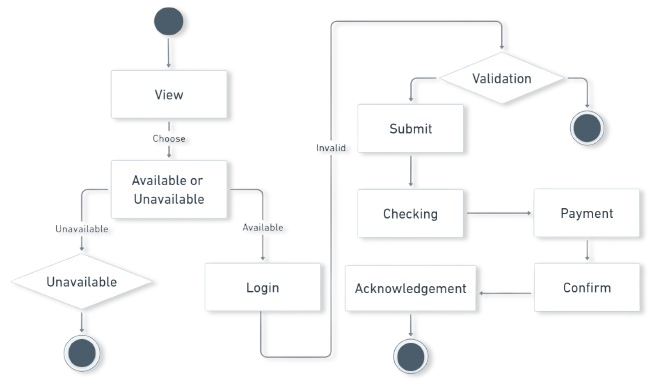 View
Choose
Available or
Unavailable
Unavailable
Available
Unavailable
Login
Invalid
Validation
Submit
Checking
Payment
Acknowledgement
Confirm